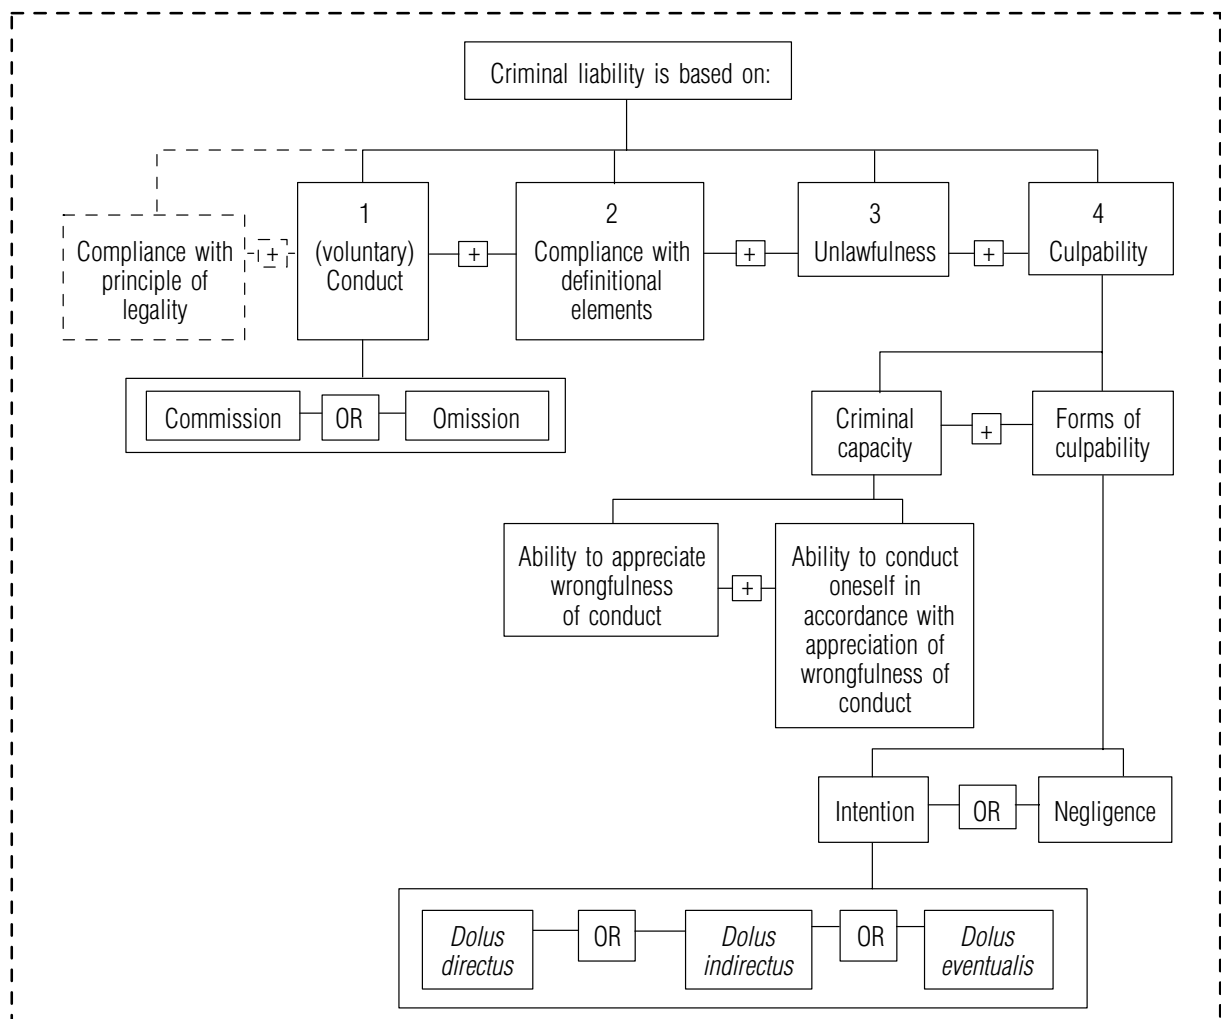 Criminal liability is based on:
1
(voluntary)
Conduct
2
Compliance with
definitional
elements
3
Unlawfulness
4
Culpability
Compliance with
principle of
legality
+
+
+
+
Commission
OR
Omission
Criminal
capacity
+
Forms of
culpability
Ability to appreciate
wrongfulness
of conduct
+
Ability to conduct
oneself in
accordance with
appreciation of
wrongfulness of
conduct
Intention
OR
Negligence
Dolus
directus
OR
Dolus
indirectus
OR
Dolus
eventualis